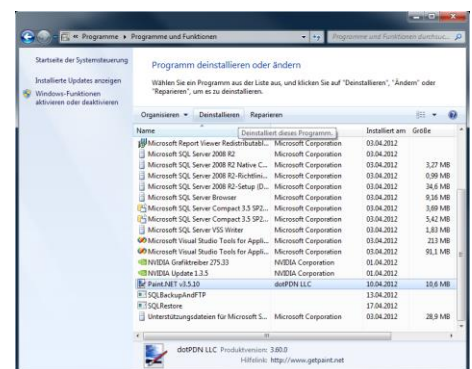 « Programme ▸ Programme und Funktionen
Programme und Funktionen durchsuc...
Startseite der Systemsteuerung
Installierte Updates anzeigen
Windows-Funktionen aktivieren oder deaktivieren
Programm deinstallieren oder ändern
Wählen Sie ein Programm aus der Liste aus, und klicken Sie auf "Deinstallieren", "Ändern" oder
"Reparieren", um es zu deinstallieren.
Organisieren Deinstallieren Reparieren
Deinstalliert dieses Programm.
Name Installiert am Größe
Microsoft Report Viewer Redistributabl... Microsoft Corporation 03.04.2012
Microsoft SQL Server 2008 R2 Microsoft Corporation 03.04.2012
Microsoft SQL Server 2008 R2 Native C... Microsoft Corporation 03.04.2012 3,27 MB
Microsoft SQL Server 2008 R2-Richtlini... Microsoft Corporation 03.04.2012 0,99 MB
Microsoft SQL Server 2008 R2-Setup (D... Microsoft Corporation 03.04.2012 34,6 MB
Microsoft SQL Server Browser Microsoft Corporation 03.04.2012 9,16 MB
Microsoft SQL Server Compact 3.5 SP2... Microsoft Corporation 03.04.2012 3,69 MB
Microsoft SQL Server Compact 3.5 SP2... Microsoft Corporation 03.04.2012 5,42 MB
Microsoft SQL Server VSS Writer Microsoft Corporation 03.04.2012 1,83 MB
Microsoft Visual Studio Tools for Appli... Microsoft Corporation 03.04.2012 213 MB
Microsoft Visual Studio Tools for Appli... Microsoft Corporation 03.04.2012 91,1 MB
NVIDIA Grafiktreiber 275.33 NVIDIA Corporation 01.04.2012
NVIDIA Update 1.3.5 NVIDIA Corporation 01.04.2012
Paint.NET v3.5.10 dotPDN LLC 10.04.2012 10,6 MB
SQLBackupAndFTP 13.04.2012
SQLRestore 17.04.2012
Unterstützungsdateien für Microsoft S... Microsoft Corporation 03.04.2012 28,9 MB
dotPDN LLC Produktversion: 3.60.0
Hilfelink: http://www.getpaint.net